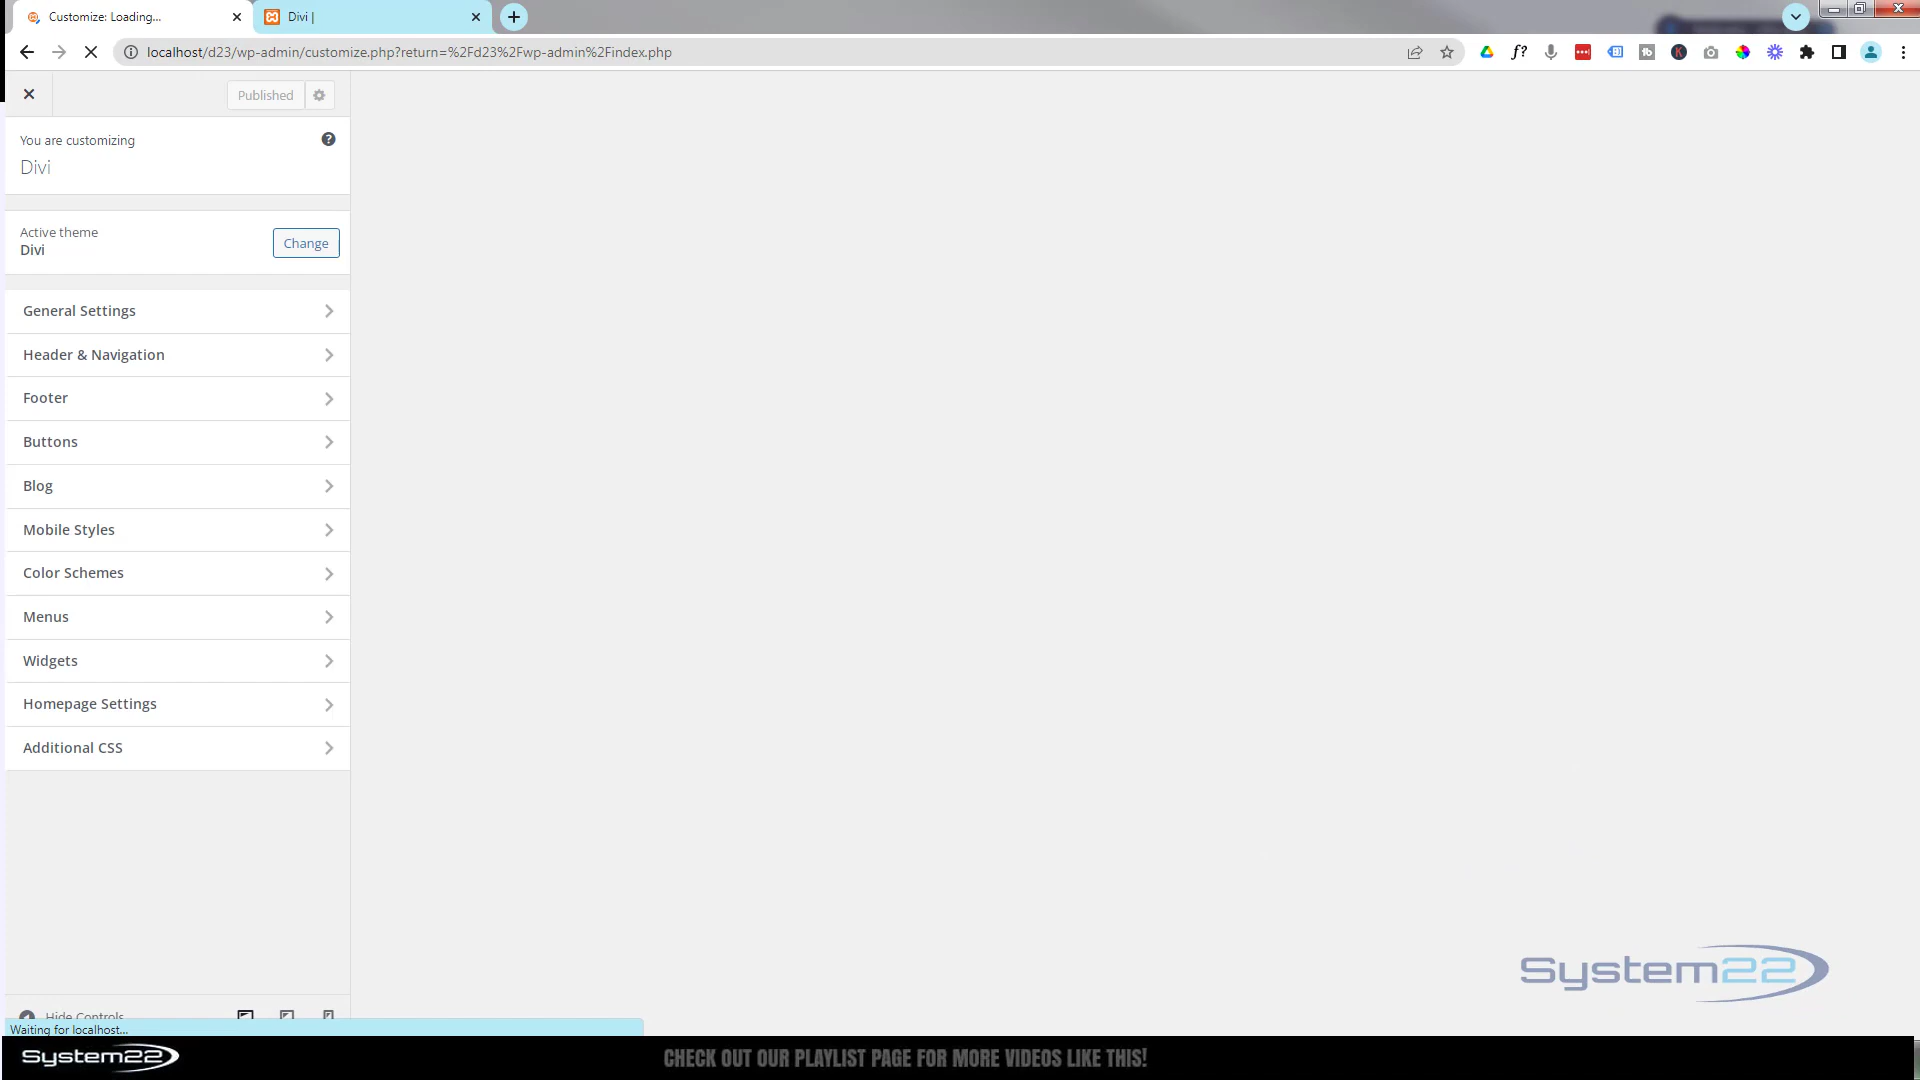 Customize: Loading...
Divi |
localhost/d23/wp-admin/customize.php?return=%2Fd23%2Fwp-admin%2Findex.php
Published
You are customizing
Divi
Active theme
Divi
Change
General Settings
Header & Navigation
Footer
Buttons
Blog
Mobile Styles
Color Schemes
Menus
Widgets
Homepage Settings
Additional CSS
System22
Hide Controls
Waiting for localhost...
System22
CHECK OUT OUR PLAYLIST PAGE FOR MORE VIDEOS LIKE THIS!